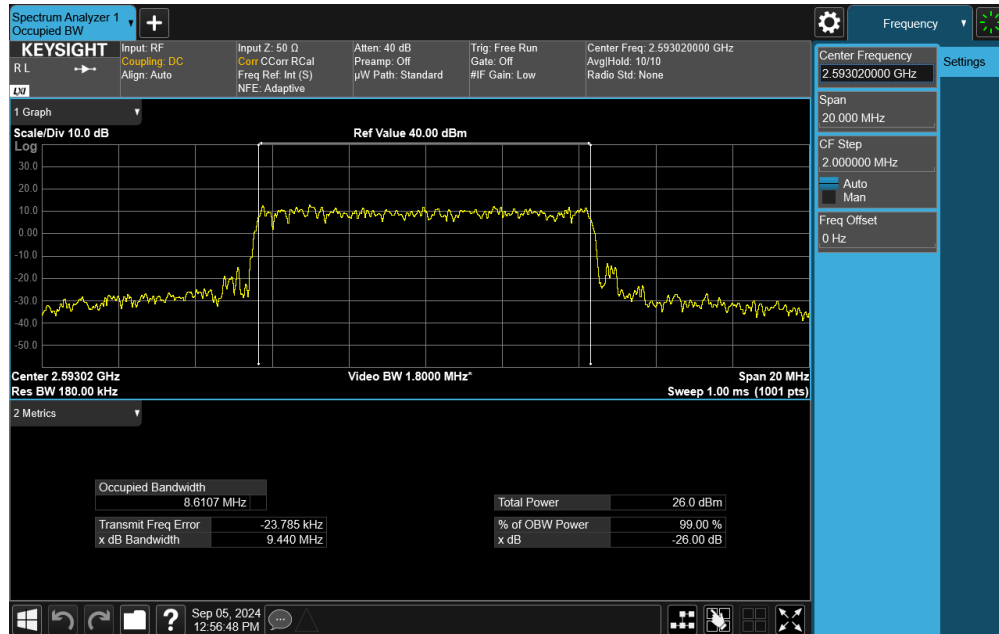 Spectrum Analyzer 1
Occupied BW
Frequency
KEYSIGHT
R L
LXI
Input: RF
Coupling: DC
Align: Auto
Input Z: 50 Ω
Corr CCorr RCal
Freq Ref: Int (S)
NFE: Adaptive
Atten: 40 dB
Preamp: Off
µW Path: Standard
Trig: Free Run
Gate: Off
#IF Gain: Low
Center Freq: 2.593020000 GHz
Avg|Hold: 10/10
Radio Std: None
Center Frequency
2.593020000 GHz
Settings
Span
20.000 MHz
CF Step
2.000000 MHz
Auto
Man
Freq Offset
0 Hz
1 Graph
Scale/Div 10.0 dB
Ref Value 40.00 dBm
Log
30.0
20.0
10.0
0.00
-10.0
-20.0
-30.0
-40.0
-50.0
Center 2.59302 GHz
Video BW 1.8000 MHz*
Span 20 MHz
Res BW 180.00 kHz
Sweep 1.00 ms (1001 pts)
2 Metrics
Occupied Bandwidth
8.6107 MHz
Total Power 26.0 dBm
Transmit Freq Error -23.785 kHz
% of OBW Power 99.00 %
x dB Bandwidth 9.440 MHz
x dB -26.00 dB
?
Sep 05, 2024
12:56:48 PM